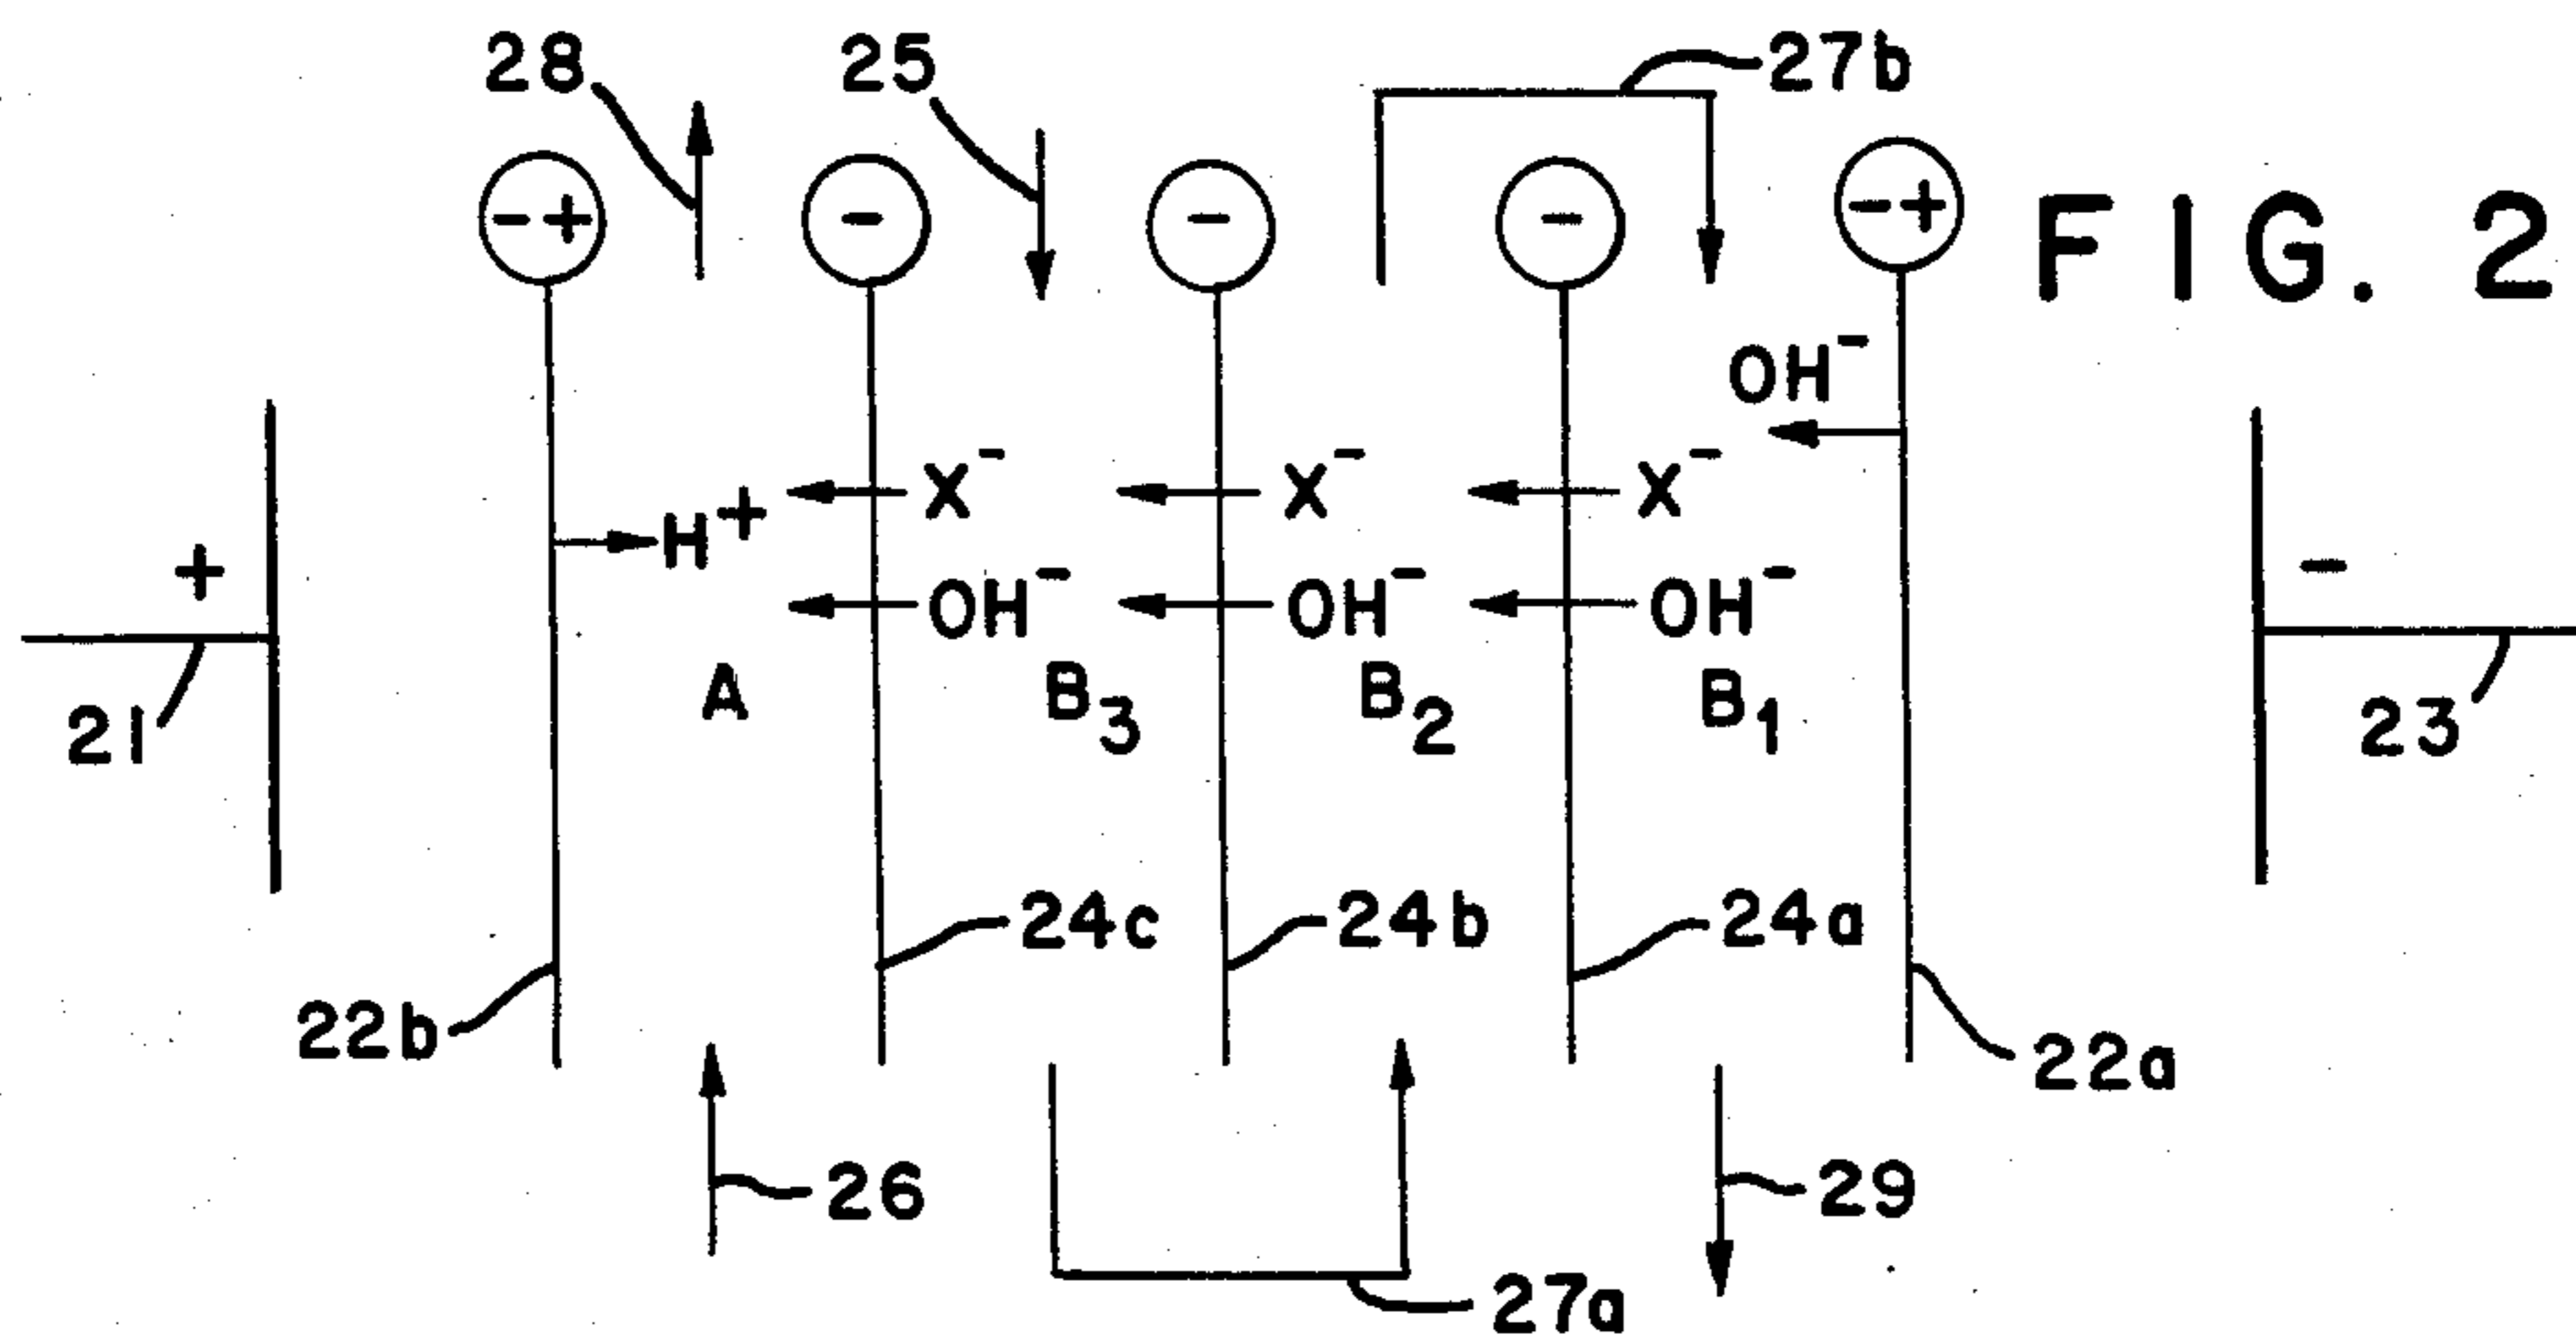 28 25 27b
- + - - - - + FIG. 2
OH⁻
X⁻ X⁻ X⁻
H⁺
+ OH⁻ OH⁻ OH⁻ -
A B₃ B₂ B₁
21 23
24c 24b 24a
22b 22a
26 29
27a